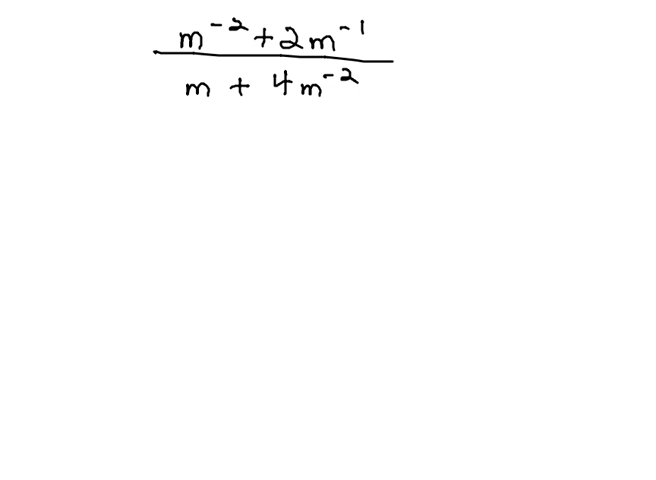 m⁻² + 2m⁻¹
m + 4m⁻²